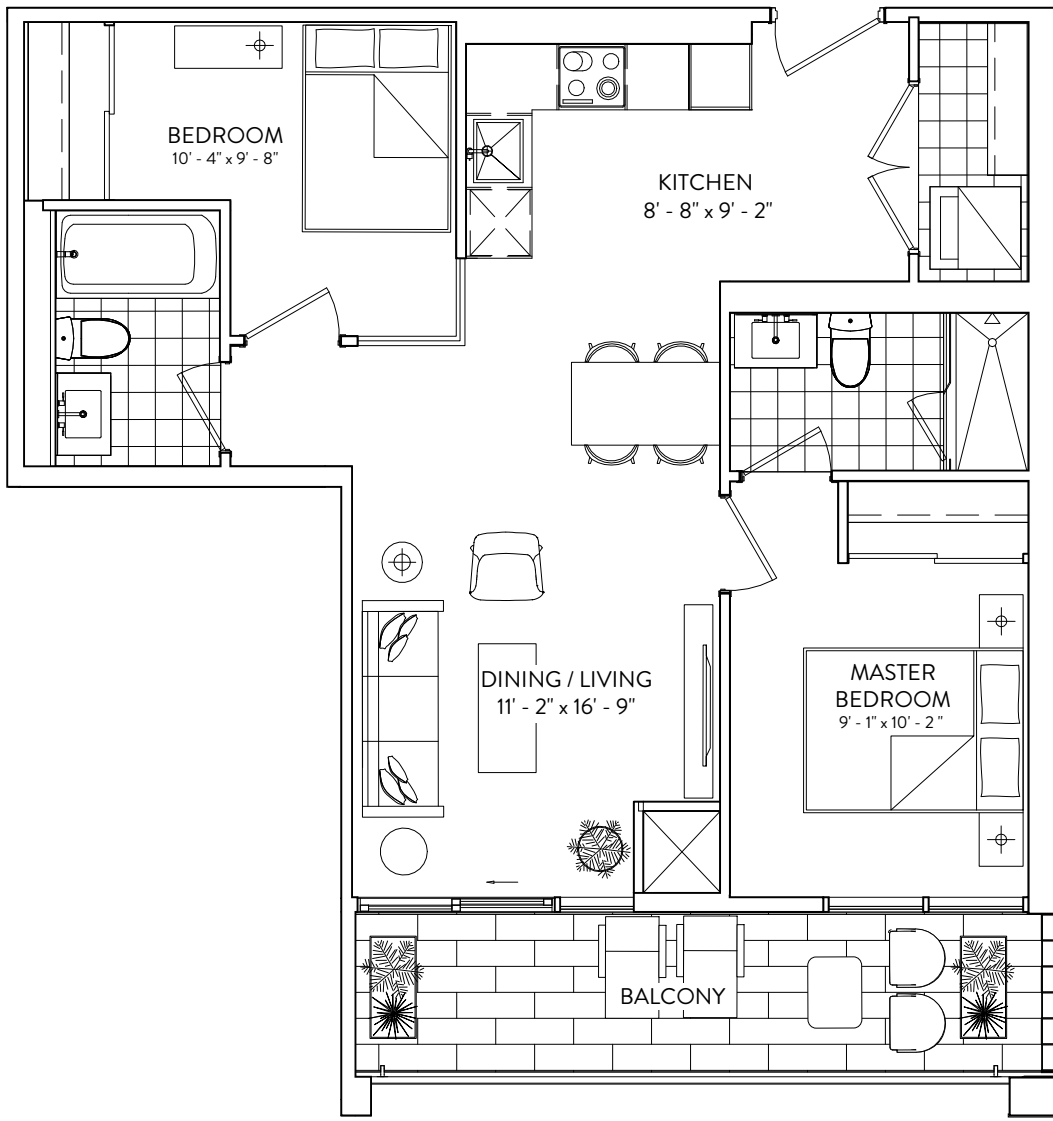 BEDROOM
10' - 4" x 9' - 8"
KITCHEN
8' - 8" x 9' - 2"
DINING / LIVING
11' - 2" x 16' - 9"
MASTER
BEDROOM
9' - 1" x 10' - 2 "
BALCONY